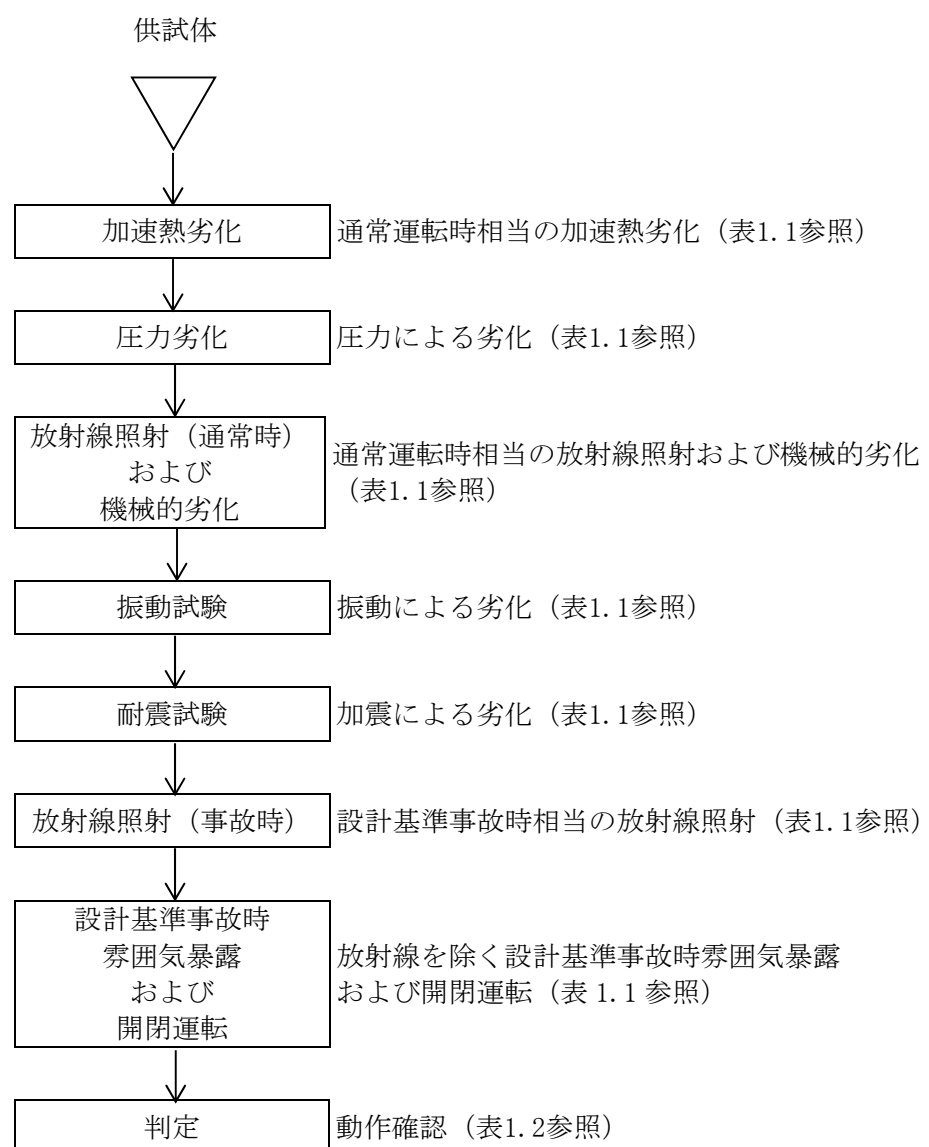 供試体
加速熱劣化
通常運転時相当の加速熱劣化（表1.1参照）
圧力劣化
圧力による劣化（表1.1参照）
放射線照射（通常時）
および
機械的劣化
通常運転時相当の放射線照射および機械的劣化
（表1.1参照）
振動試験
振動による劣化（表1.1参照）
耐震試験
加震による劣化（表1.1参照）
放射線照射（事故時）
設計基準事故時相当の放射線照射（表1.1参照）
設計基準事故時
雰囲気暴露
および
開閉運転
放射線を除く設計基準事故時雰囲気暴露
および開閉運転（表 1.1 参照）
判定
動作確認（表1.2参照）